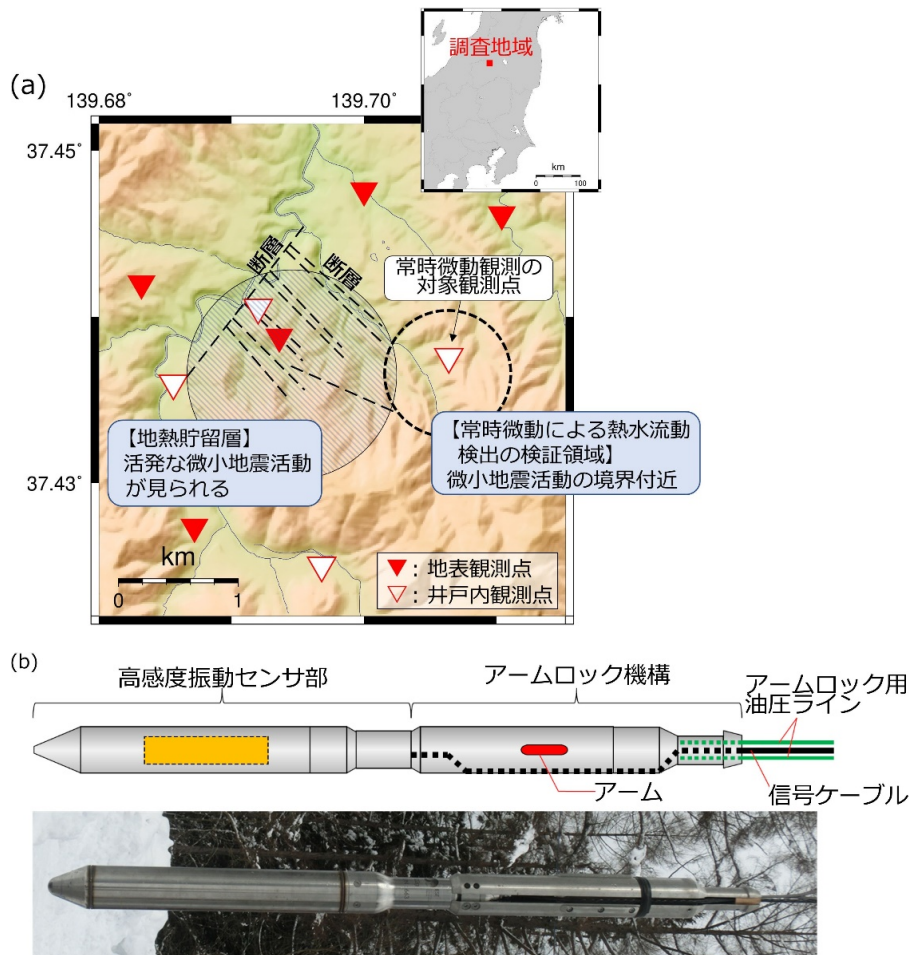 調査地域
(a)
139.68°
139.70°
37.45°
km
0
100
断層
断層
常時微動観測の
対象観測点
【地熱貯留層】
活発な微小地震活動
が見られる
【常時微動による熱水流動
検出の検証領域】
微小地震活動の境界付近
37.43°
km
0
1
:地表観測点
:井戸内観測点
(b)
高感度振動センサ部
アームロック機構
アームロック用
油圧ライン
アーム
信号ケーブル